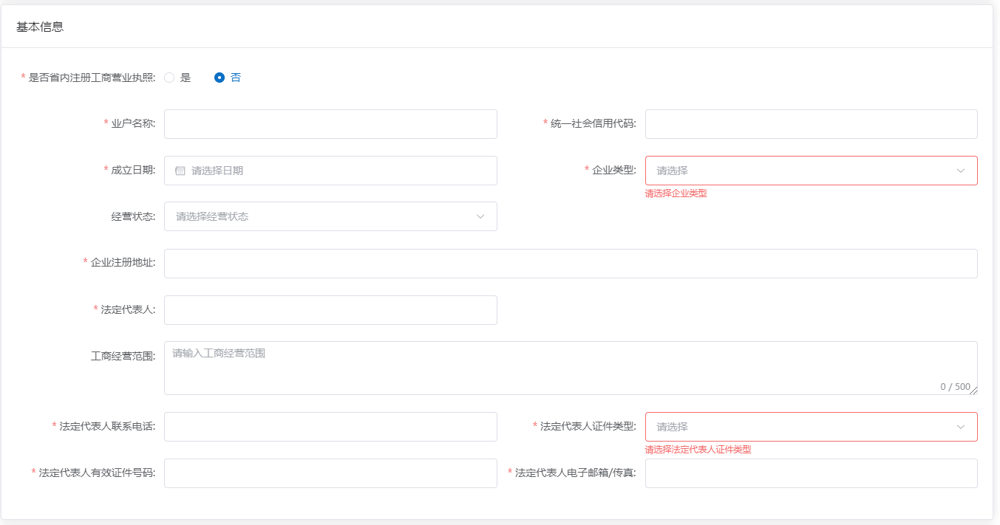 基本信息
* 是否省内注册工商营业执照: 是 否
* 业户名称: * 统一社会信用代码:
* 成立日期: 请选择日期 * 企业类型: 请选择
请选择企业类型
经营状态: 请选择经营状态
* 企业注册地址:
* 法定代表人:
工商经营范围: 请输入工商经营范围
0 / 500
* 法定代表人联系电话: * 法定代表人证件类型: 请选择
请选择法定代表人证件类型
* 法定代表人有效证件号码: * 法定代表人电子邮箱/传真: